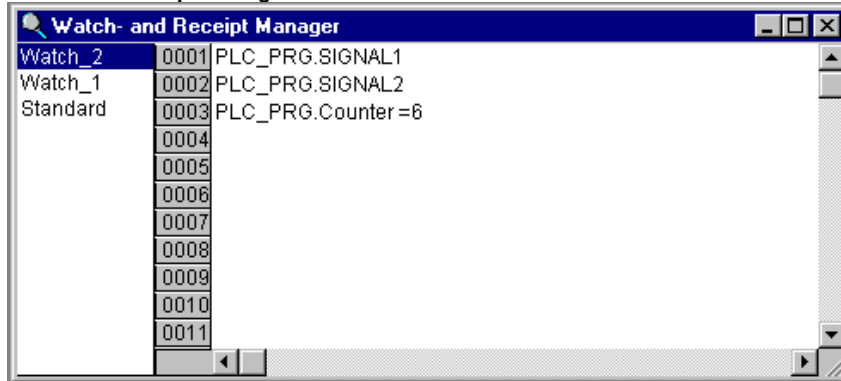 Watch- and Receipt Manager
Watch_2
Watch_1
Standard
0001 PLC_PRG.SIGNAL1
0002 PLC_PRG.SIGNAL2
0003 PLC_PRG.Counter =6
0004
0005
0006
0007
0008
0009
0010
0011